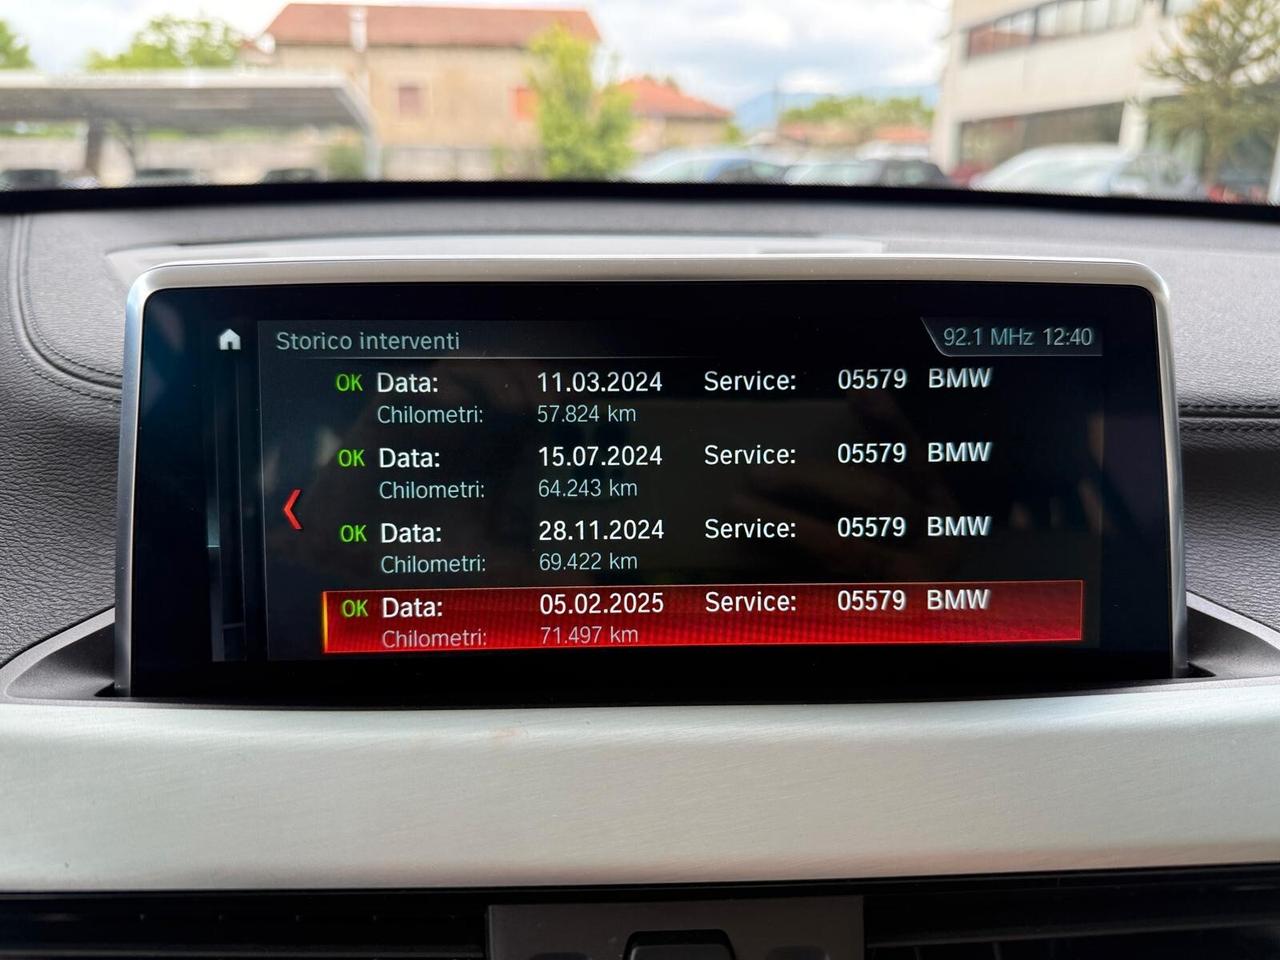 Storico interventi 92.1 MHz 12:40
OK Data: 11.03.2024 Service: 05579 BMW
Chilometri: 57.824 km
OK Data: 15.07.2024 Service: 05579 BMW
Chilometri: 64.243 km
OK Data: 28.11.2024 Service: 05579 BMW
Chilometri: 69.422 km
OK Data: 05.02.2025 Service: 05579 BMW
Chilometri: 71.497 km